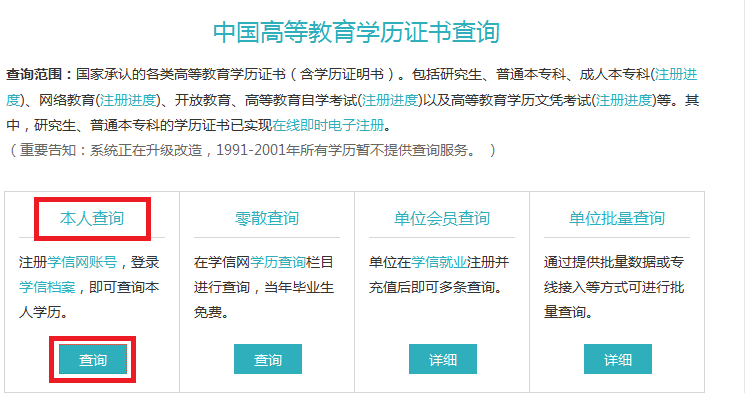 中国高等教育学历证书查询
查询范围：国家承认的各类高等教育学历证书（含学历证明书）。包括研究生、普通本专科、成人本专科(注册进
度)、网络教育(注册进度)、开放教育、高等教育自学考试(注册进度)以及高等教育学历文凭考试(注册进度)等。其
中，研究生、普通本专科的学历证书已实现在线即时电子注册。
（重要告知：系统正在升级改造，1991-2001年所有学历暂不提供查询服务。 ）
本人查询
注册学信网账号，登录
学信档案，即可查询本
人学历。
查询
零散查询
在学信网学历查询栏目
进行查询，当年毕业生
免费。
查询
单位会员查询
单位在学信就业注册并
充值后即可多条查询。
详细
单位批量查询
通过提供批量数据或专
线接入等方式可进行批
量查询。
详细